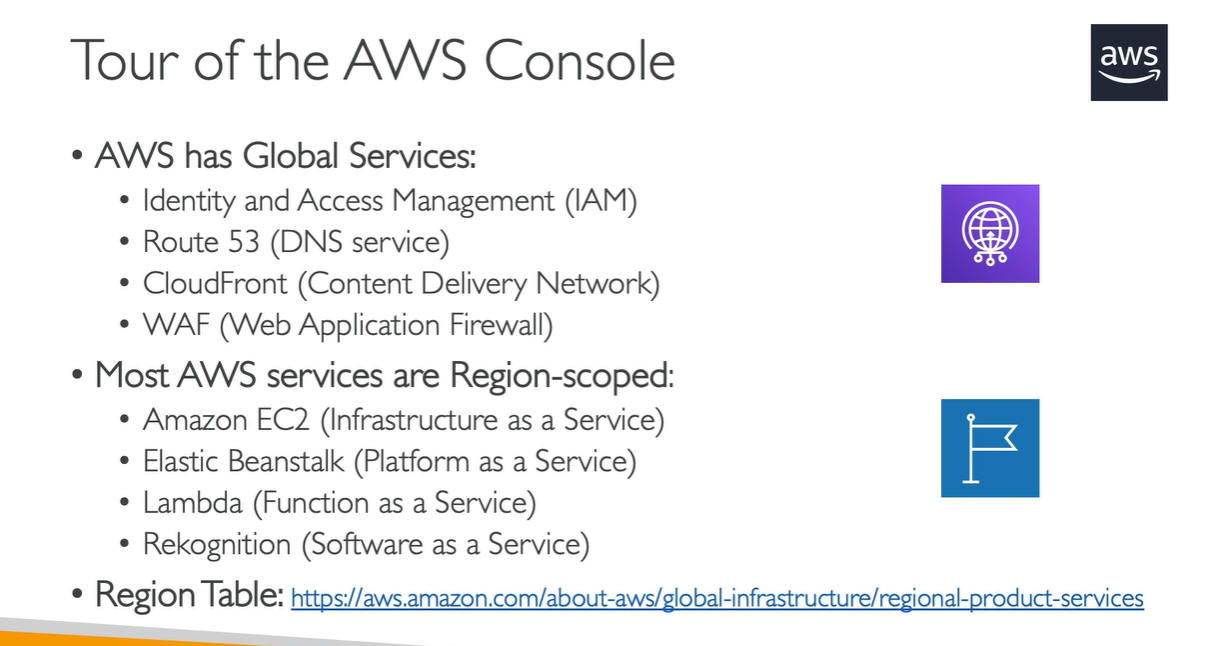 Tour of the AWS Console
aws
• AWS has Global Services:
• Identity and Access Management (IAM)
• Route 53 (DNS service)
• CloudFront (Content Delivery Network)
• WAF (Web Application Firewall)
• Most AWS services are Region-scoped:
• Amazon EC2 (Infrastructure as a Service)
• Elastic Beanstalk (Platform as a Service)
• Lambda (Function as a Service)
• Rekognition (Software as a Service)
• Region Table: https://aws.amazon.com/about-aws/global-infrastructure/regional-product-services